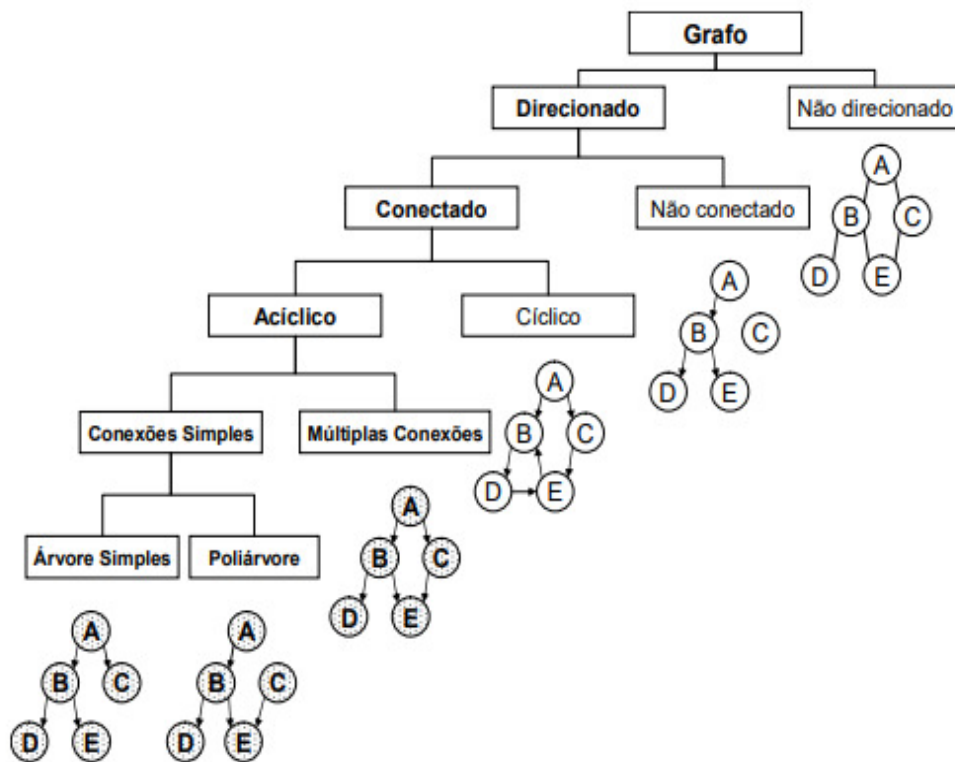 Grafo
Direcionado
Não direcionado
Conectado
Não conectado
Acíclico
Cíclico
Conexões Simples
Múltiplas Conexões
Árvore Simples
Poliárvore
A
B
C
D
E
A
B
C
D
E
A
B
C
D
E
A
B
C
D
E
A
B
C
D
E
A
B
C
D
E